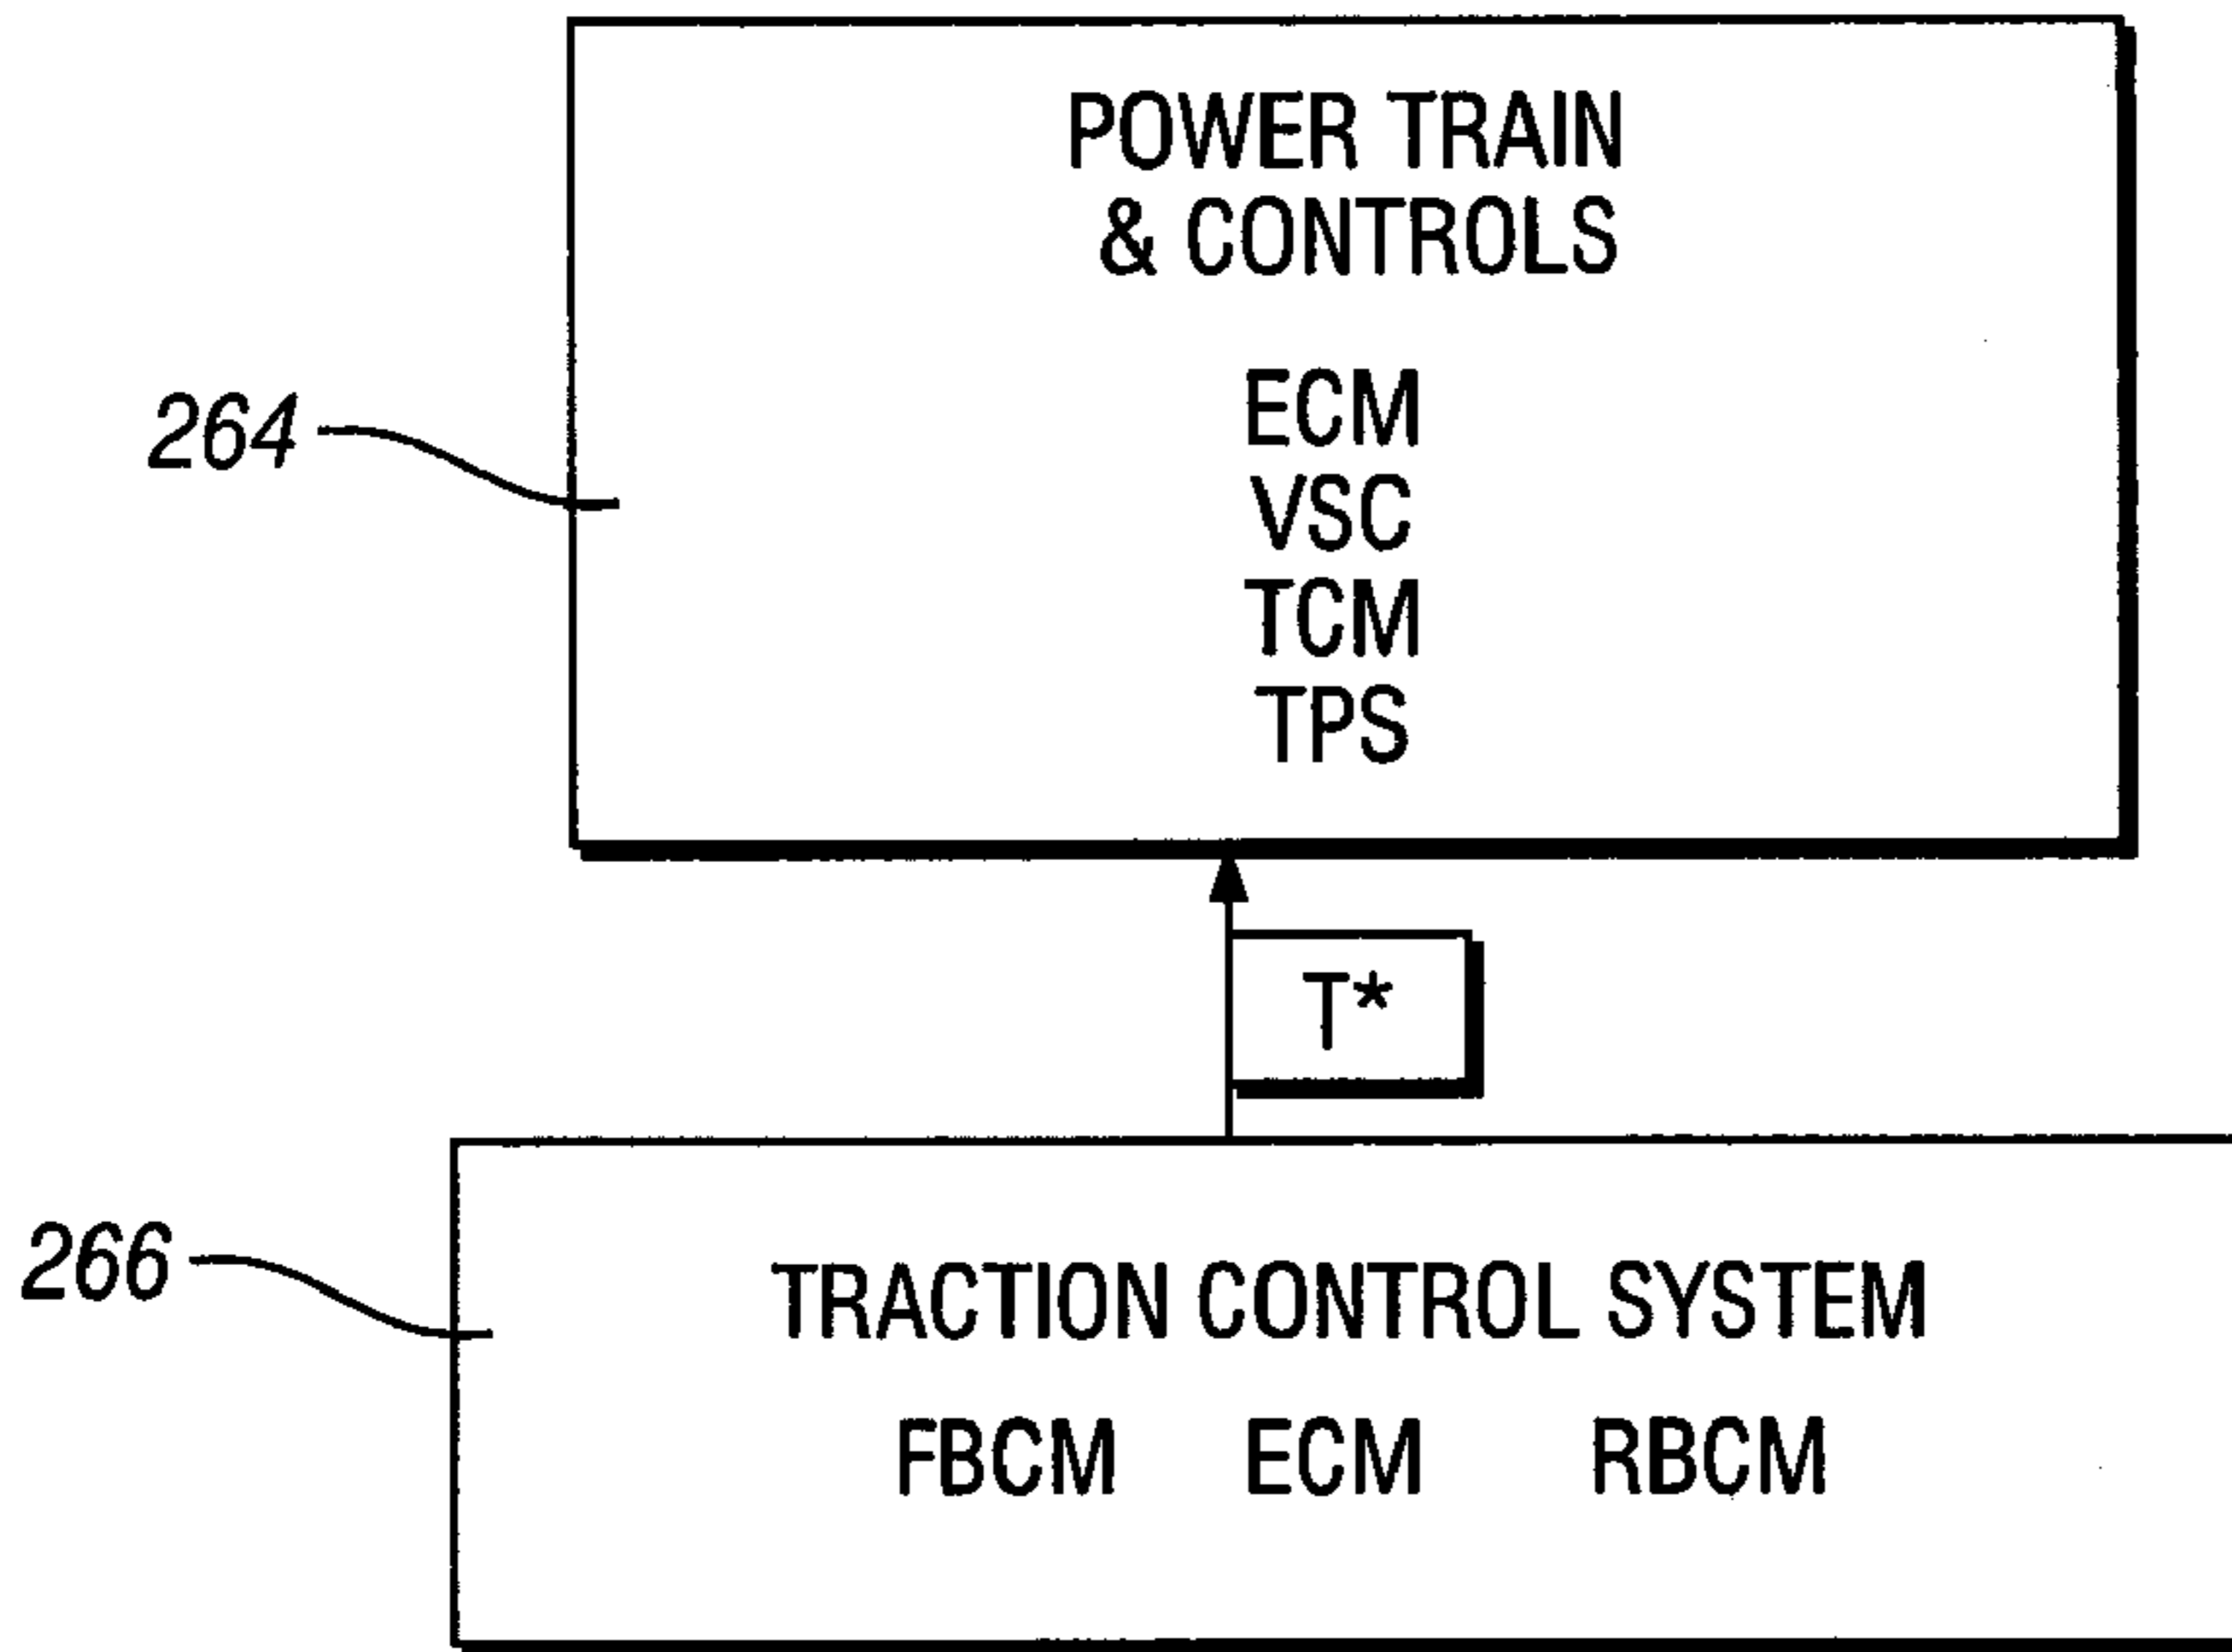 POWER TRAIN
& CONTROLS
ECM
264
VSC
TCM
TPS
T*
266
TRACTION CONTROL SYSTEM
FBCM ECM RBCM